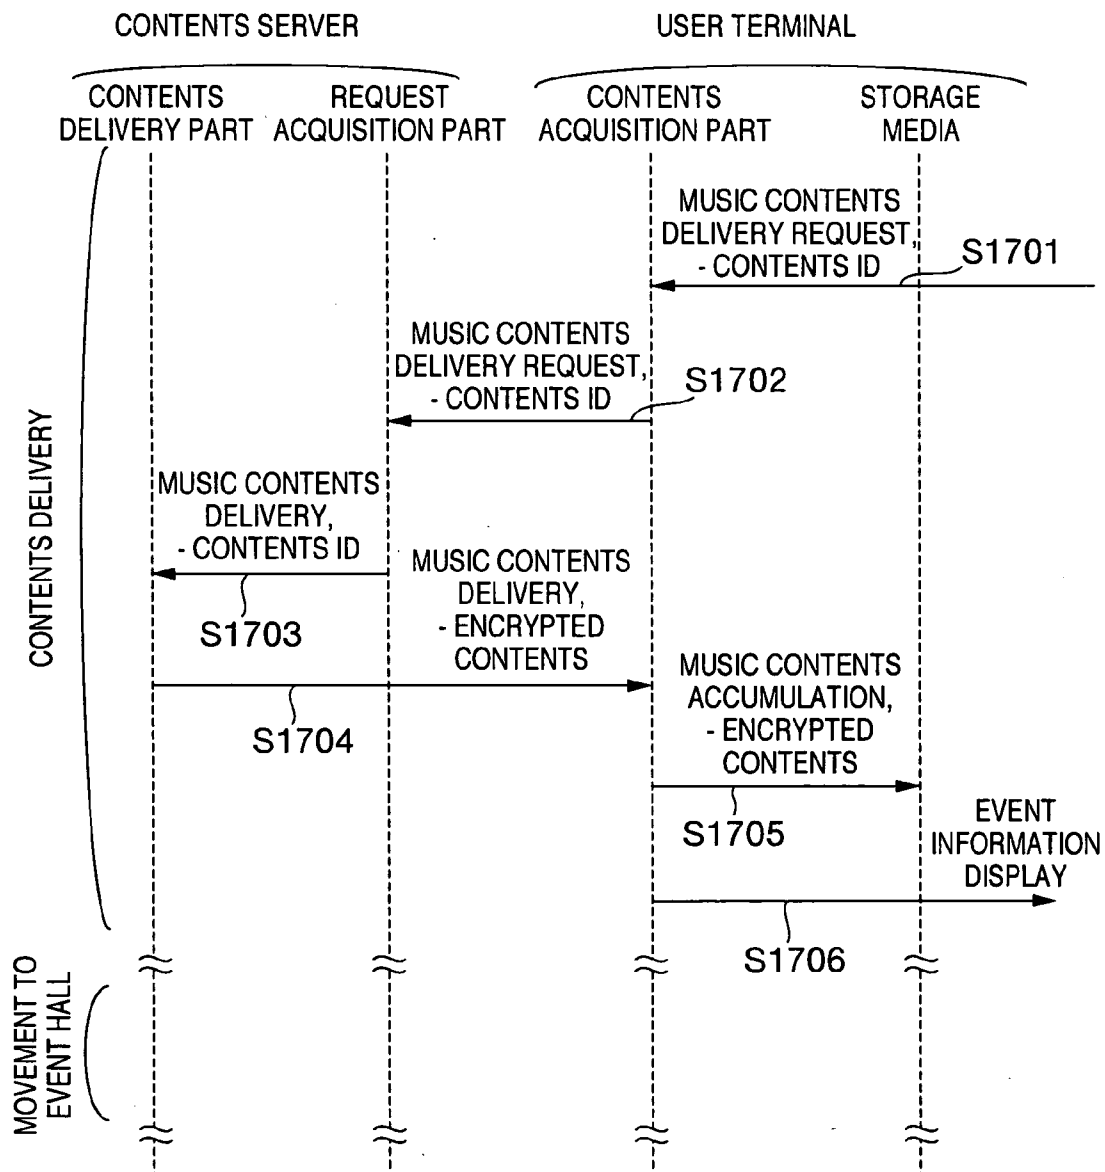 CONTENTS SERVER
USER TERMINAL
CONTENTS
DELIVERY PART
REQUEST
ACQUISITION PART
CONTENTS
ACQUISITION PART
STORAGE
MEDIA
MUSIC CONTENTS
DELIVERY REQUEST,
- CONTENTS ID
S1701
MUSIC CONTENTS
DELIVERY REQUEST,
- CONTENTS ID
S1702
MUSIC CONTENTS
DELIVERY,
- CONTENTS ID
S1703
MUSIC CONTENTS
DELIVERY,
- ENCRYPTED
CONTENTS
S1704
MUSIC CONTENTS
ACCUMULATION,
- ENCRYPTED
CONTENTS
S1705
EVENT
INFORMATION
DISPLAY
S1706
CONTENTS DELIVERY
MOVEMENT TO
EVENT HALL